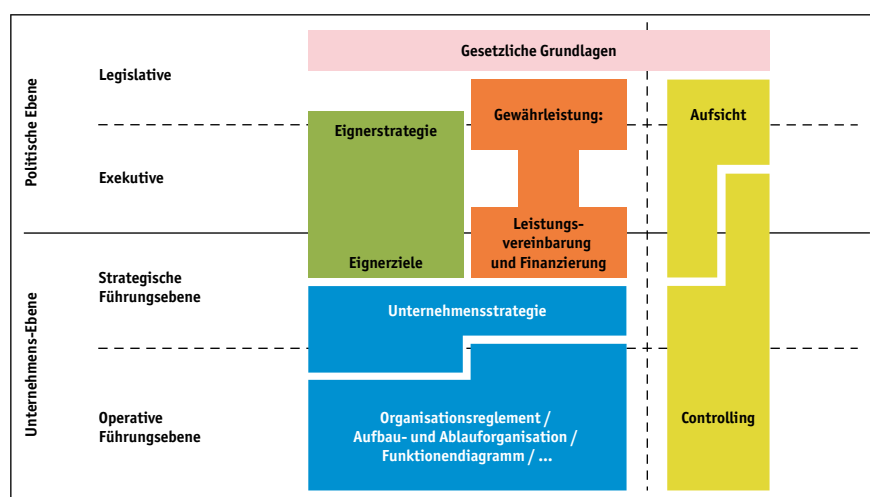 Politische Ebene
Legislative
Gesetzliche Grundlagen
Eignerstrategie
Gewährleistung:
Aufsicht
Exekutive
Leistungs-
vereinbarung
und Finanzierung
Eignerziele
Unternehmens-Ebene
Strategische
Führungsebene
Unternehmensstrategie
Operative
Führungsebene
Organisationsreglement /
Aufbau- und Ablauforganisation /
Funktionendiagramm / ...
Controlling